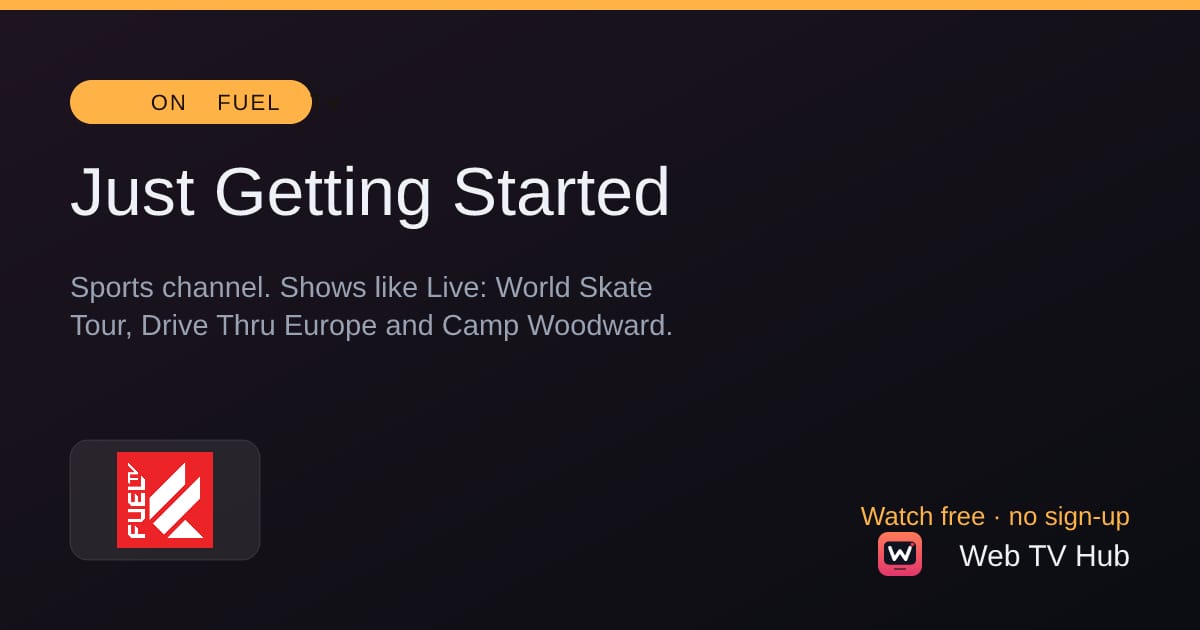 ON FUEL
Just Getting Started
Sports channel. Shows like Live: World Skate
Tour, Drive Thru Europe and Camp Woodward.
FUEL TV
Watch free · no sign-up
W
Web TV Hub